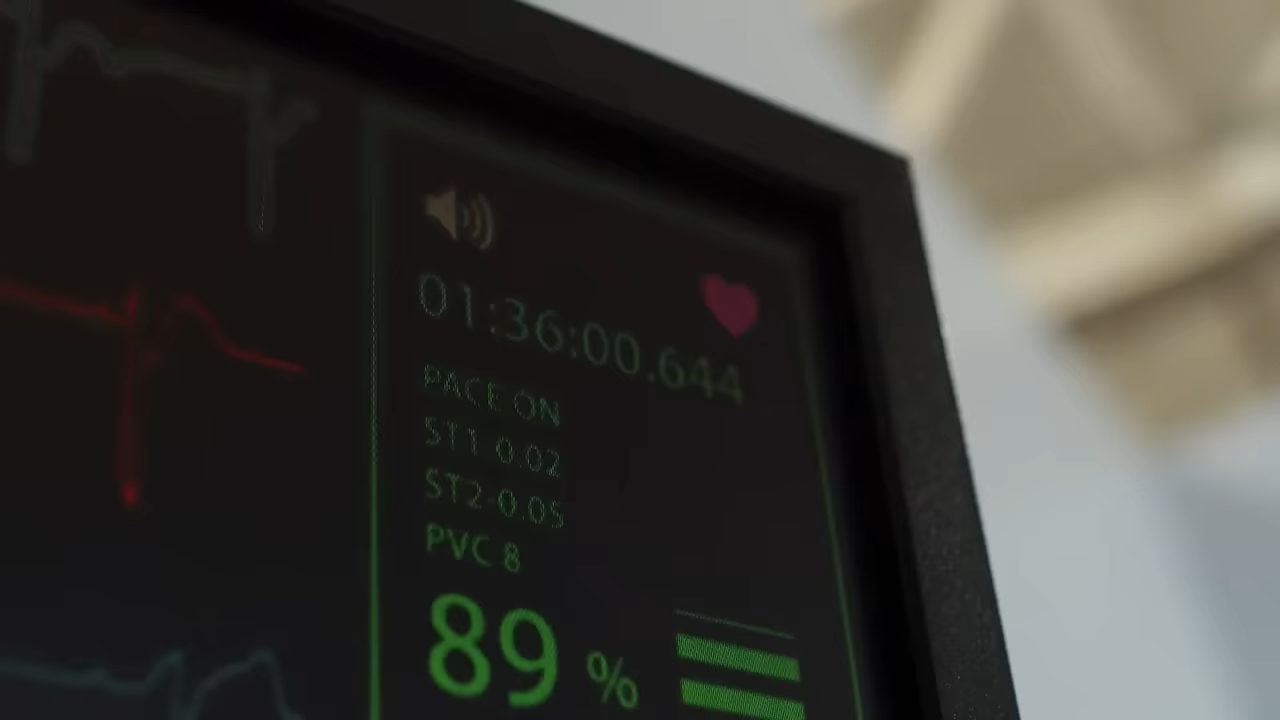 01:36:00.644
PACE ON
ST1 0.02
ST2-0.05
PVC 8
89 %